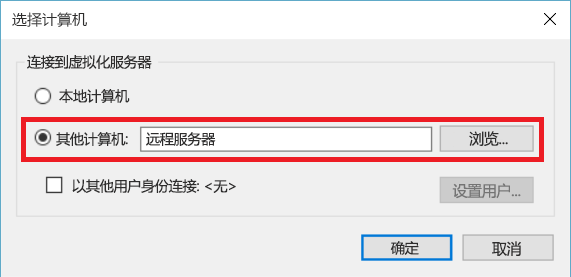 选择计算机
连接到虚拟化服务器
本地计算机
其他计算机: 远程服务器 浏览...
以其他用户身份连接: <无> 设置用户...
确定 取消